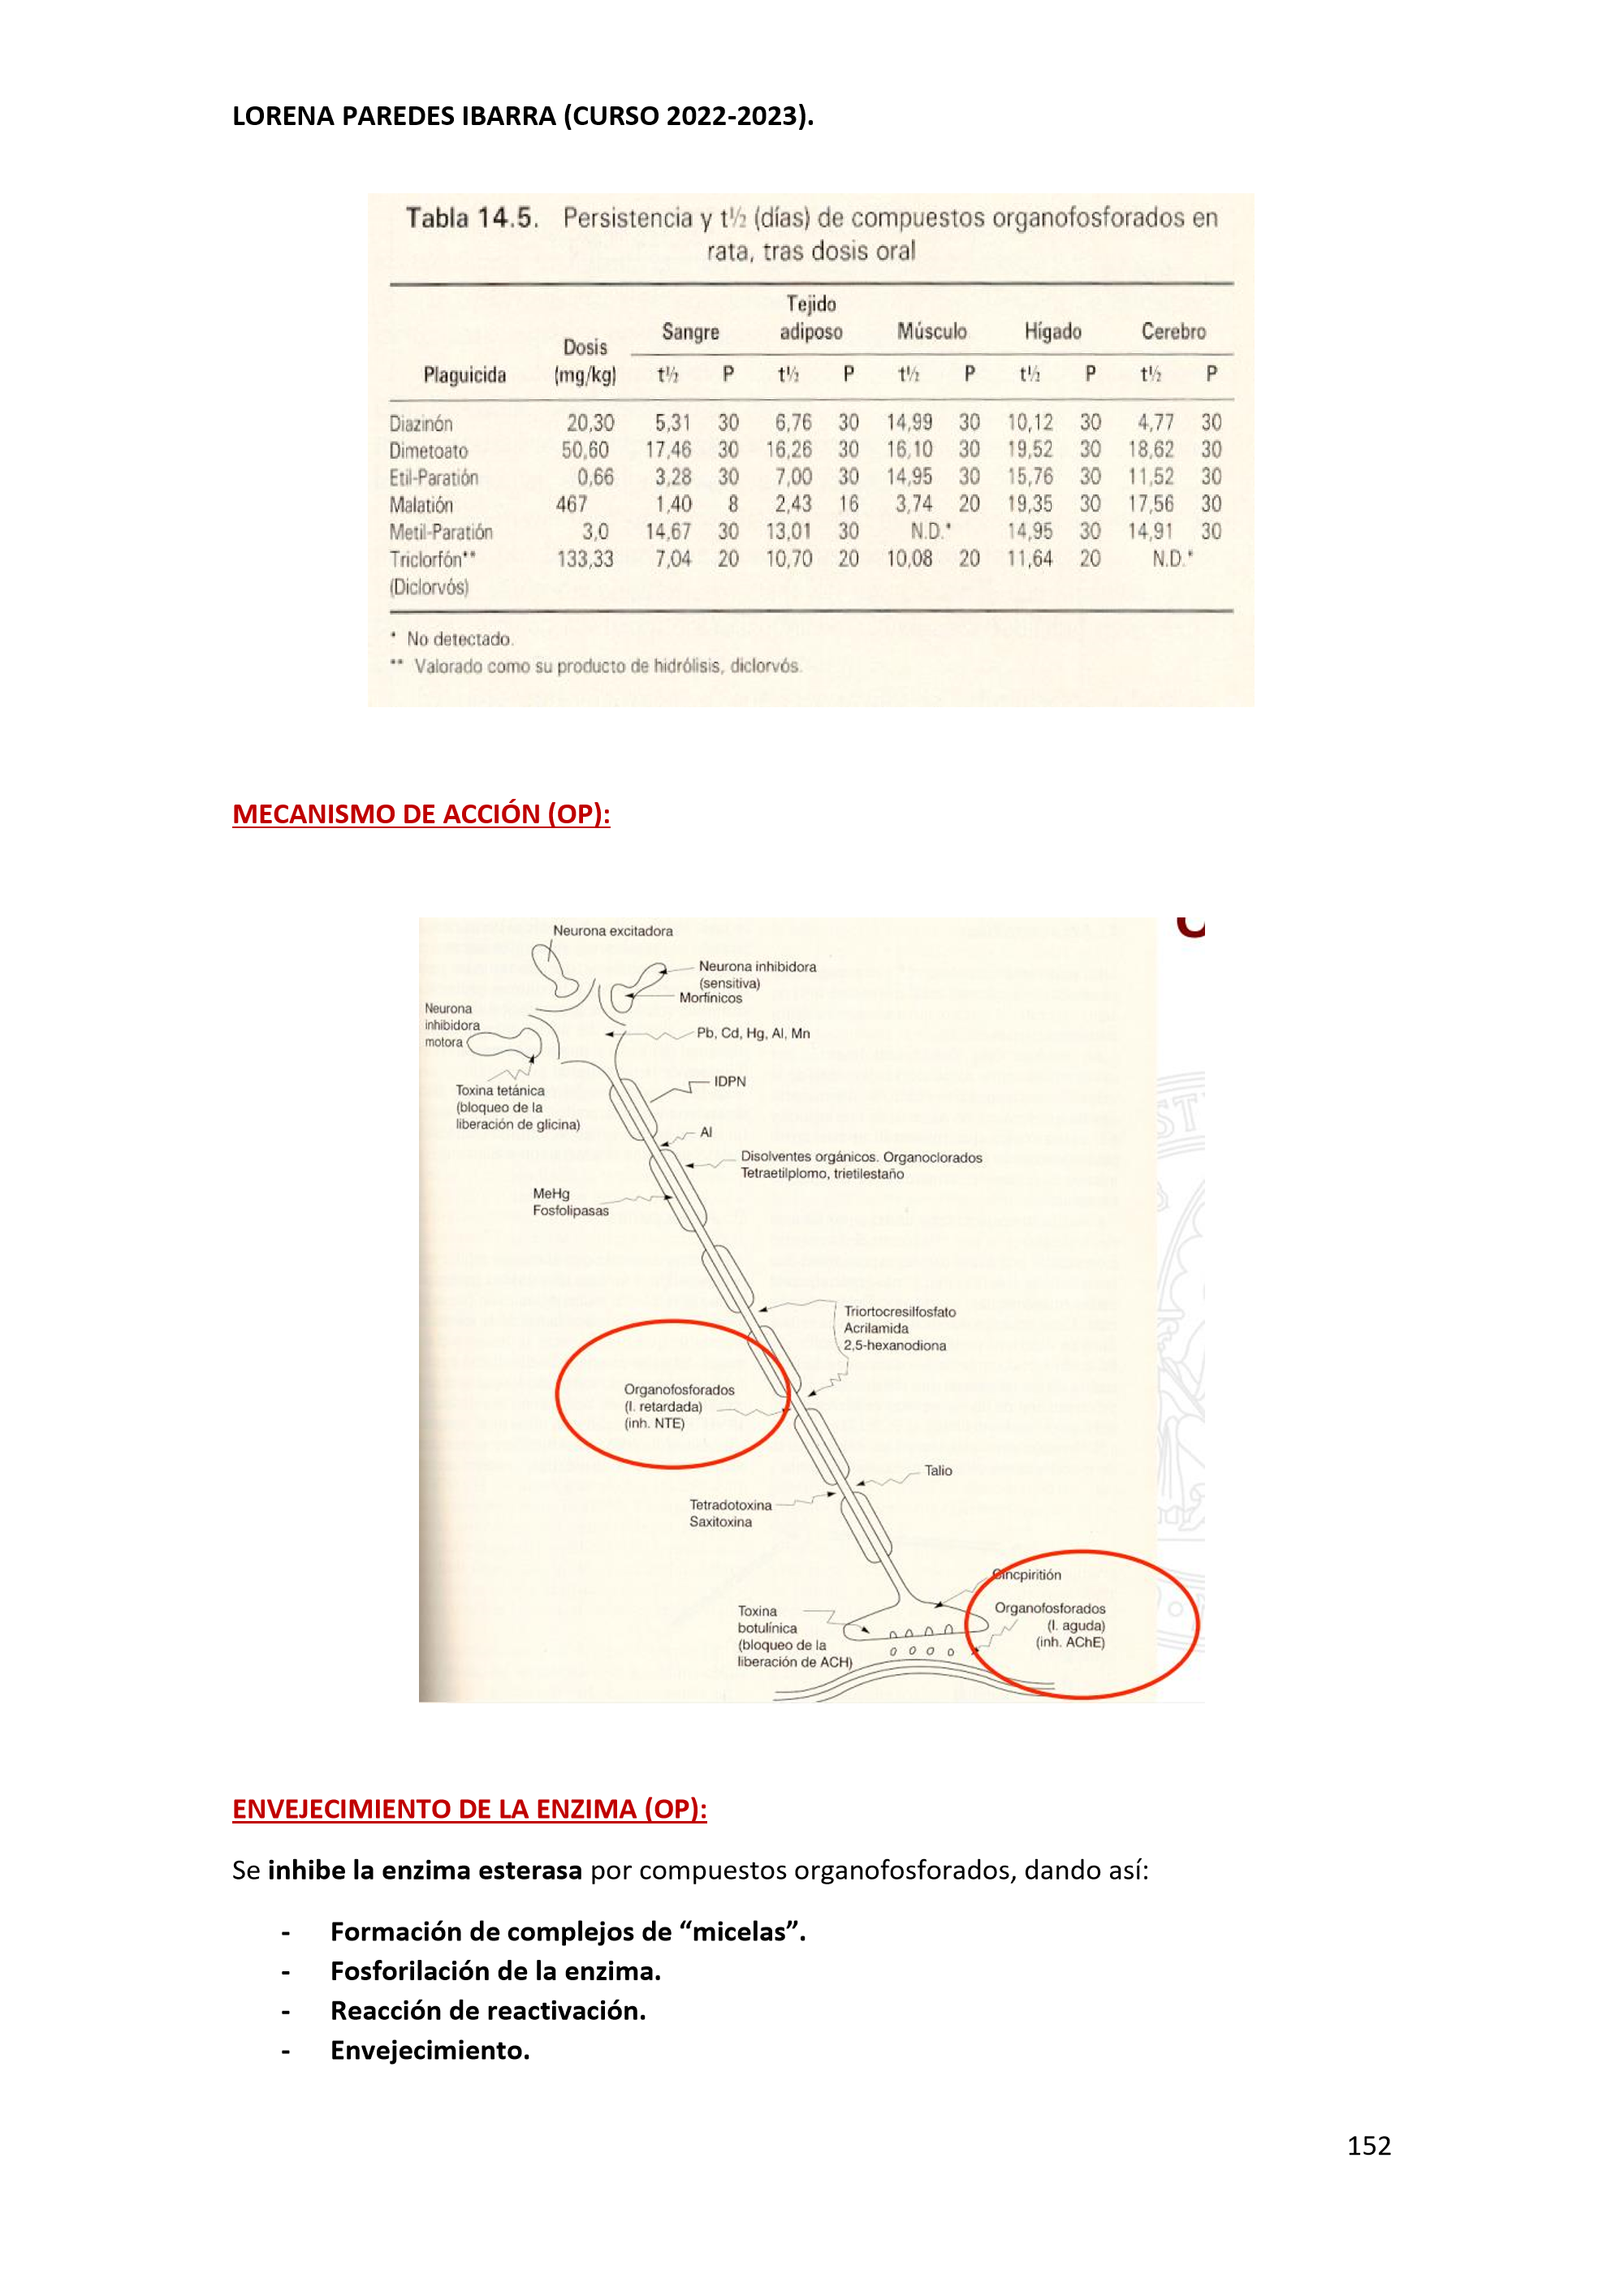 LORENA PAREDES IBARRA (CURSO 2022-2023).
Tabla 14.5. Persistencia y t½ (días) de compuestos organofosforados en
rata, tras dosis oral
Plaguicida Dosis (mg/kg) Sangre Tejido adiposo Músculo Hígado Cerebro
t½ P t½ P t½ P t½ P t½ P
Diazinón 20,30 5,31 30 6,76 30 14,99 30 10,12 30 4,77 30
Dimetoato 50,60 17,46 30 16,26 30 16,10 30 19,52 30 18,62 30
Etil-Paratión 0,66 3,28 30 7,00 30 14,95 30 15,76 30 11,52 30
Malatión 467 1,40 8 2,43 16 3,74 20 19,35 30 17,56 30
Metil-Paratión 3,0 14,67 30 13,01 30 N.D.* 14,95 30 14,91 30
Triclorfón** 133,33 7,04 20 10,70 20 10,08 20 11,64 20 N.D.*
(Diclorvós)
* No detectado.
** Valorado como su producto de hidrólisis, diclorvós.
MECANISMO DE ACCIÓN (OP):
Neurona excitadora
Neurona inhibidora
(sensitiva)
Morfínicos
Neurona
inhibidora
motora
Pb, Cd, Hg, Al, Mn
Toxina tetánica
(bloqueo de la
liberación de glicina)
IDPN
Al
Disolventes orgánicos. Organoclorados
Tetraetilplomo, trietilestaño
MeHg
Fosfolipasas
Triortocresilfosfato
Acrilamida
2,5-hexanodiona
Organofosforados
(I. retardada)
(inh. NTE)
Talio
Tetradotoxina
Saxitoxina
Cincpiritión
Organofosforados
(I. aguda)
(inh. AChE)
Toxina
botulínica
(bloqueo de la
liberación de ACH)
ENVEJECIMIENTO DE LA ENZIMA (OP):
Se inhibe la enzima esterasa por compuestos organofosforados, dando así:
- Formación de complejos de “micelas”.
- Fosforilación de la enzima.
- Reacción de reactivación.
- Envejecimiento.
152